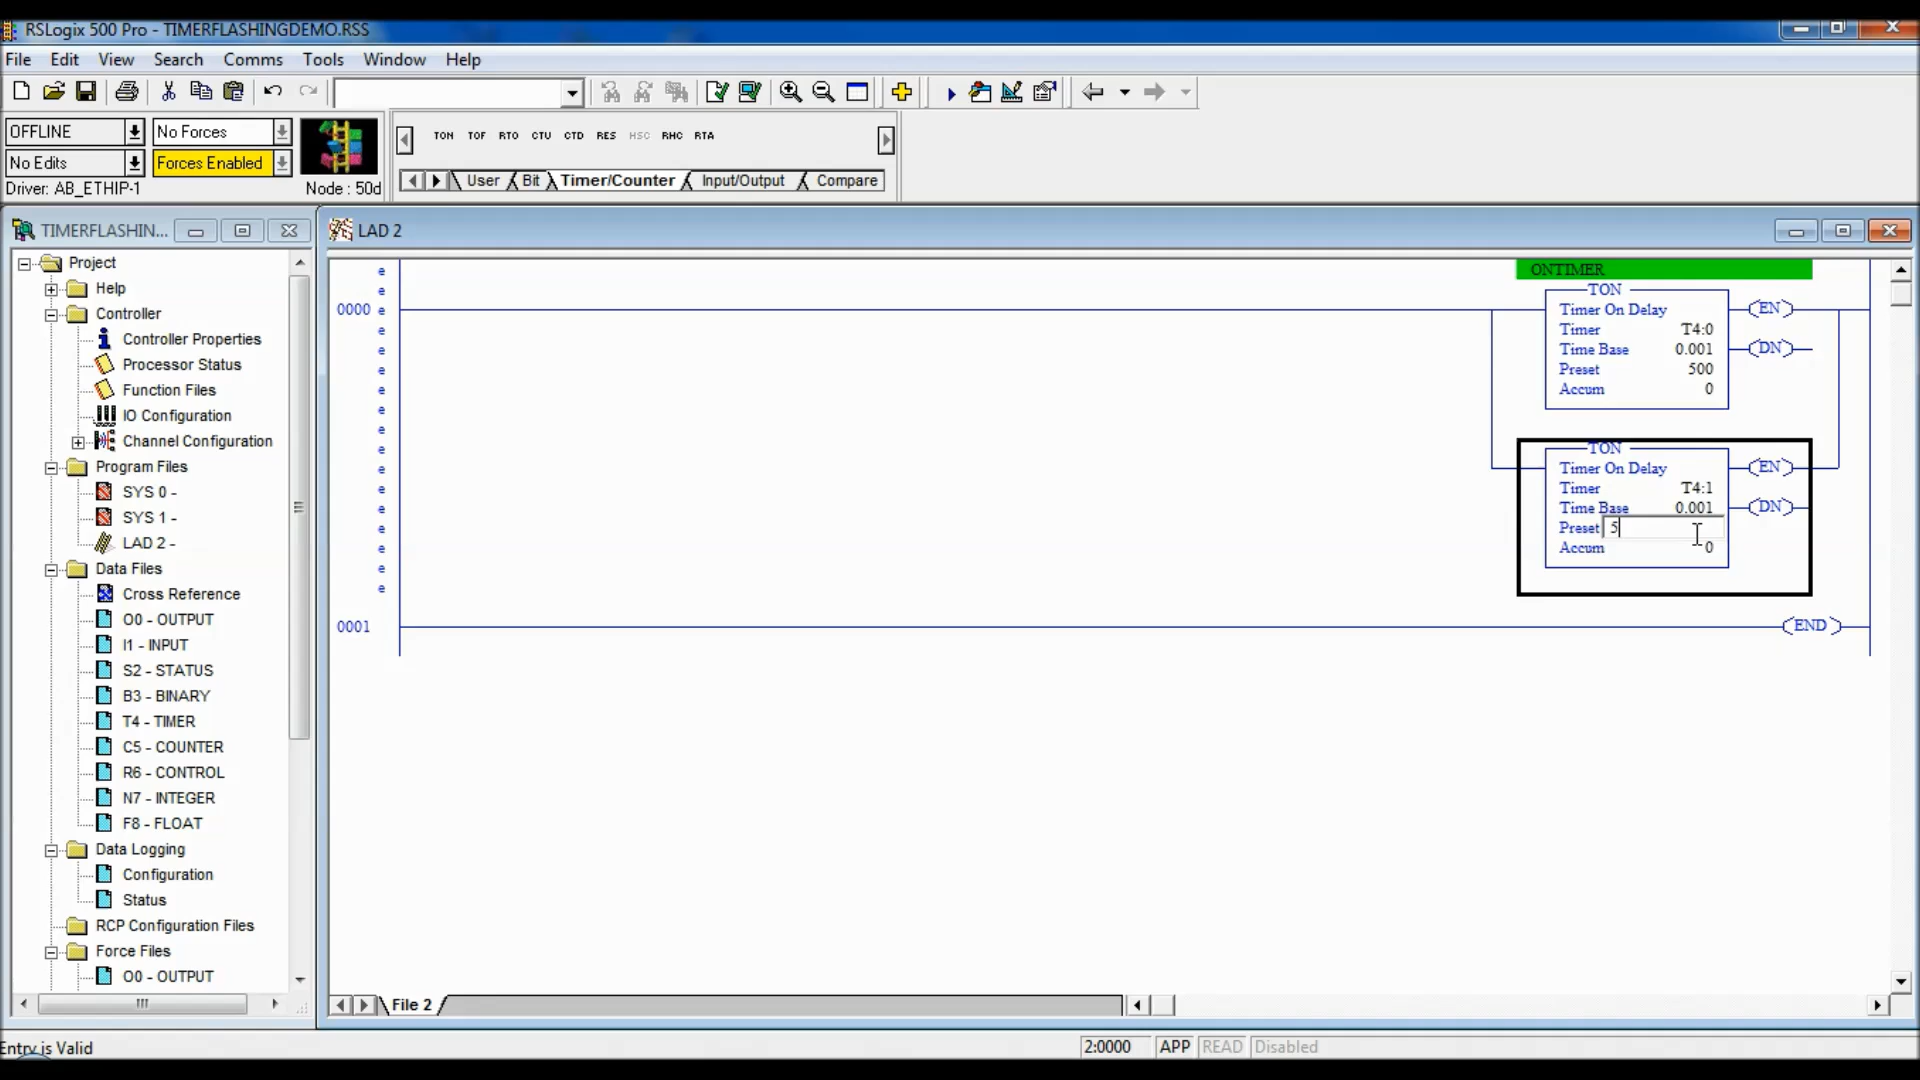 RSLogix 500 Pro - TIMERFLASHINGDEMO.RSS
File Edit View Search Comms Tools Window Help
OFFLINE No Forces
No Edits Forces Enabled
Driver: AB_ETHIP-1 Node : 50d
TON TOF RTO CTU CTD RES HSC RHC RTA
User Bit Timer/Counter Input/Output Compare
TIMERFLASHIN...
Project
Help
Controller
Controller Properties
Processor Status
Function Files
IO Configuration
Channel Configuration
Program Files
SYS 0 -
SYS 1 -
LAD 2 -
Data Files
Cross Reference
O0 - OUTPUT
I1 - INPUT
S2 - STATUS
B3 - BINARY
T4 - TIMER
C5 - COUNTER
R6 - CONTROL
N7 - INTEGER
F8 - FLOAT
Data Logging
Configuration
Status
RCP Configuration Files
Force Files
O0 - OUTPUT
LAD 2
e
e
0000 e
e
e
e
e
e
e
e
e
e
e
e
e
e
e
ONTIMER
TON
Timer On Delay EN
Timer T4:0
Time Base 0.001 DN
Preset 500
Accum 0
TON
Timer On Delay EN
Timer T4:1
Time Base 0.001 DN
Preset 5
Accum 0
0001 END
File 2
Entry is Valid 2:0000 APP READ Disabled